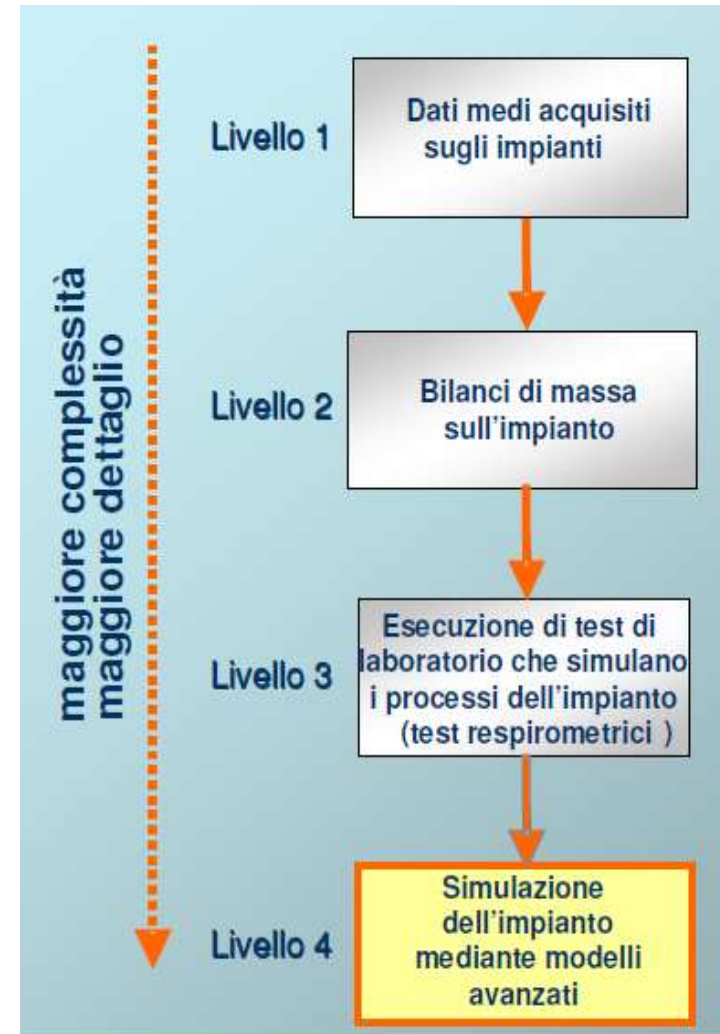 maggiore complessità
maggiore dettaglio
Livello 1
Dati medi acquisiti
sugli impianti
Livello 2
Bilanci di massa
sull'impianto
Livello 3
Esecuzione di test di
laboratorio che simulano
i processi dell'impianto
(test respirometrici )
Livello 4
Simulazione
dell'impianto
mediante modelli
avanzati